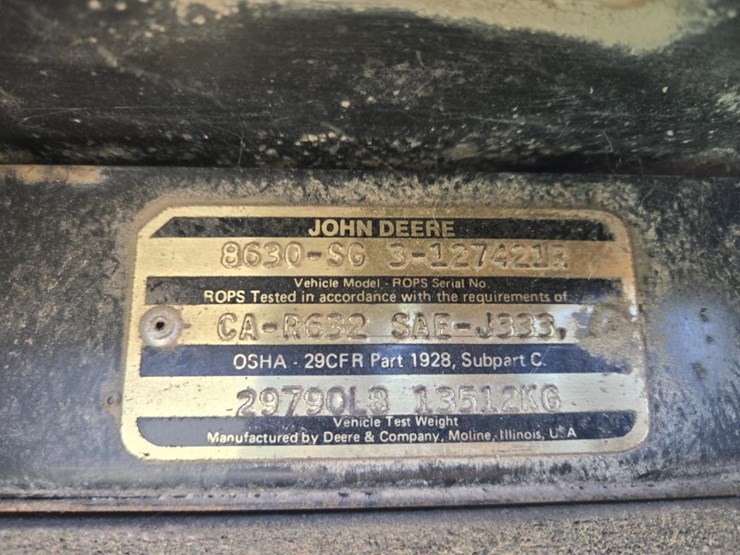 JOHN DEERE
8630-SG 3-127421R
Vehicle Model - ROPS Serial No.
ROPS Tested in accordance with the requirements of
CA-R632 SAE-J333,
OSHA - 29CFR Part 1928, Subpart C.
29790LB 13512KG
Vehicle Test Weight
Manufactured by Deere & Company, Moline, Illinois, U.S.A